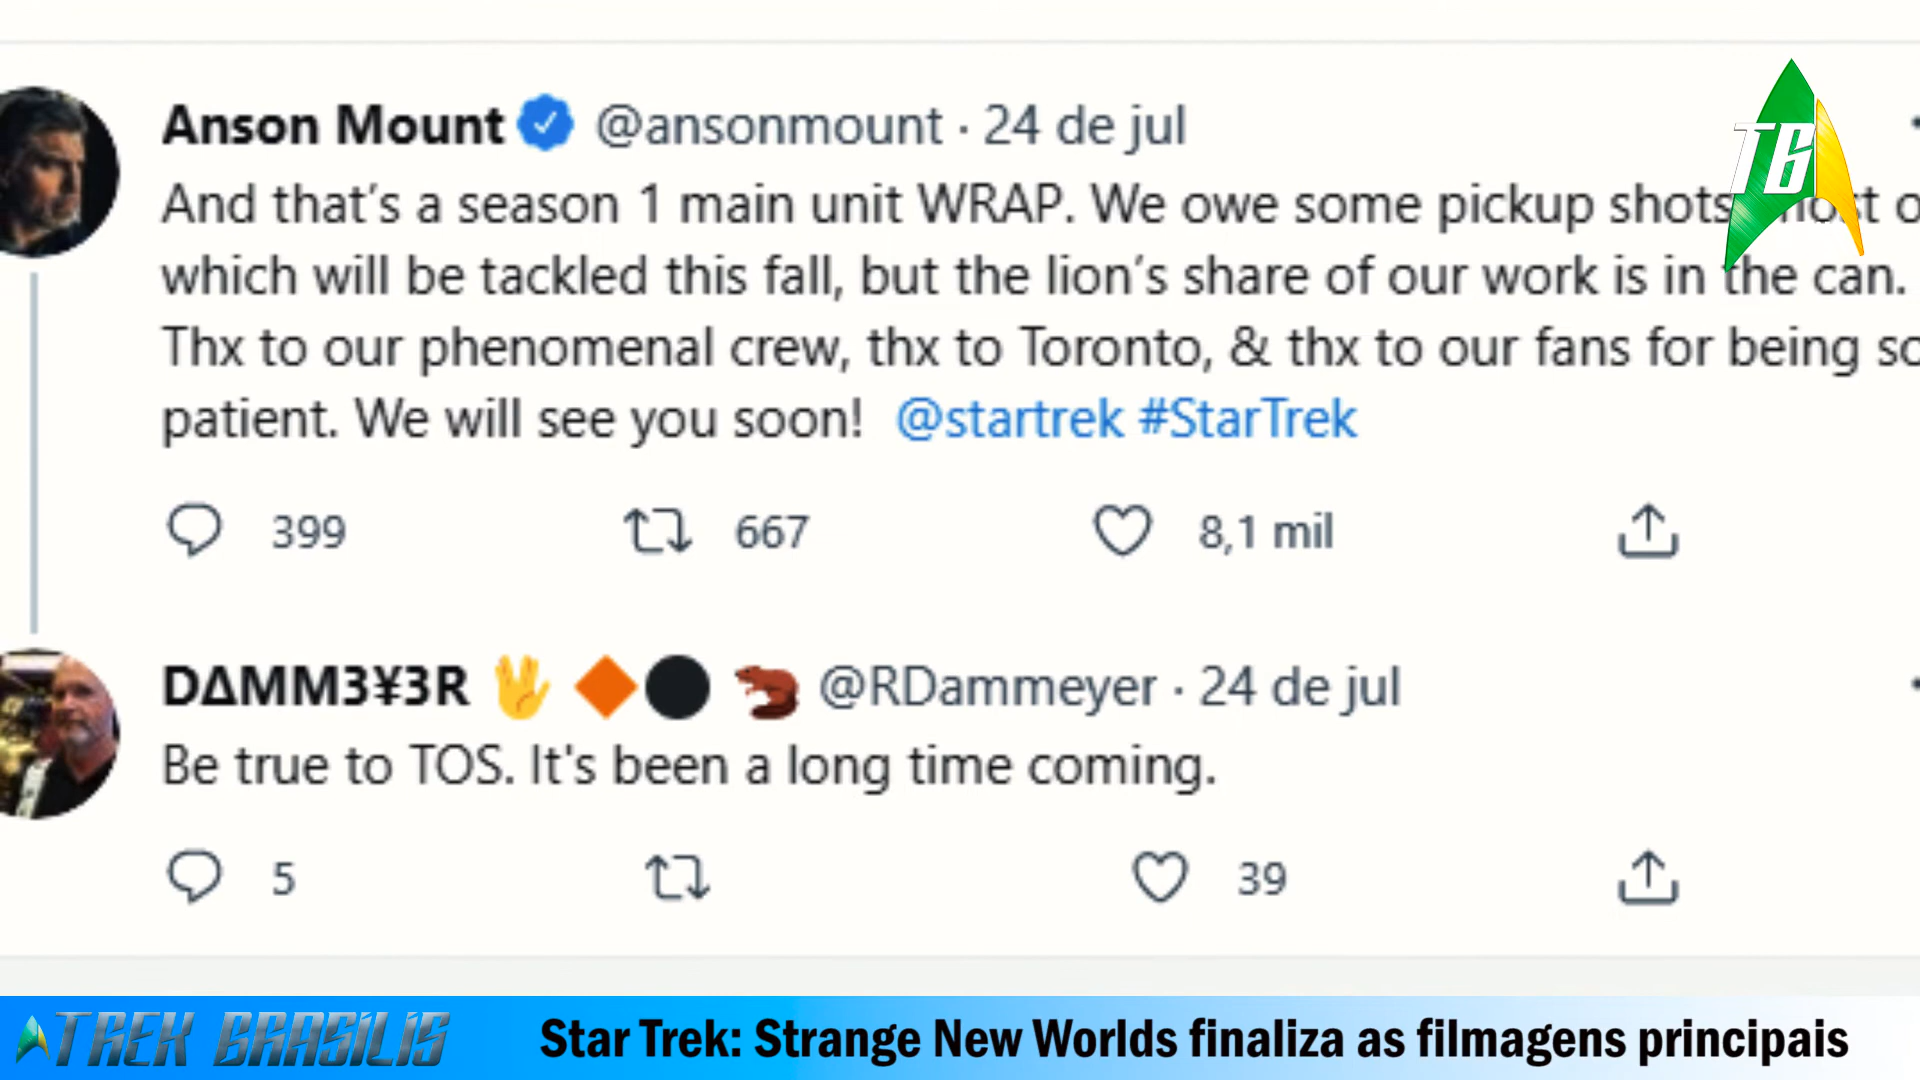 Anson Mount @ansonmount · 24 de jul
TB
And that's a season 1 main unit WRAP. We owe some pickup shots
which will be tackled this fall, but the lion's share of our work is in the can.
Thx to our phenomenal crew, thx to Toronto, & thx to our fans for being so
patient. We will see you soon! @startrek #StarTrek
399 667 8,1 mil
DΔMM3¥3R 🖖 🔶⚫ 🦫 @RDammeyer · 24 de jul
Be true to TOS. It's been a long time coming.
5 39
TREK BRASILIS
Star Trek: Strange New Worlds finaliza as filmagens principais